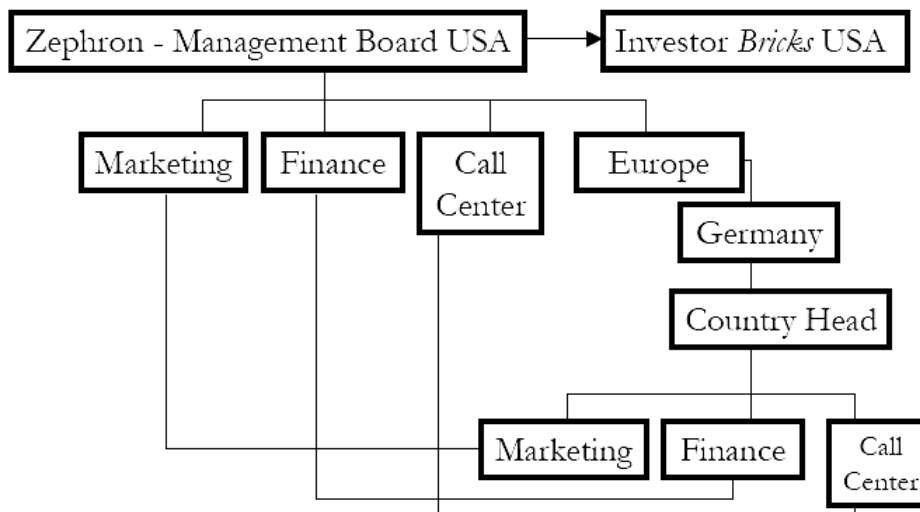 Zephron - Management Board USA
Investor Bricks USA
Marketing
Finance
Call
Center
Europe
Germany
Country Head
Marketing
Finance
Call
Center